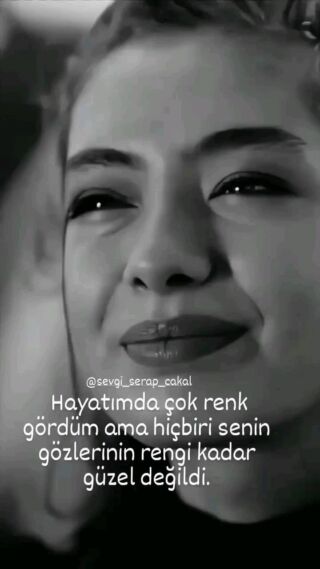 @sevgi_serap_cakal
Hayatımda çok renk
gördüm ama hiçbiri senin
gözlerinin rengi kadar
güzel değildi.